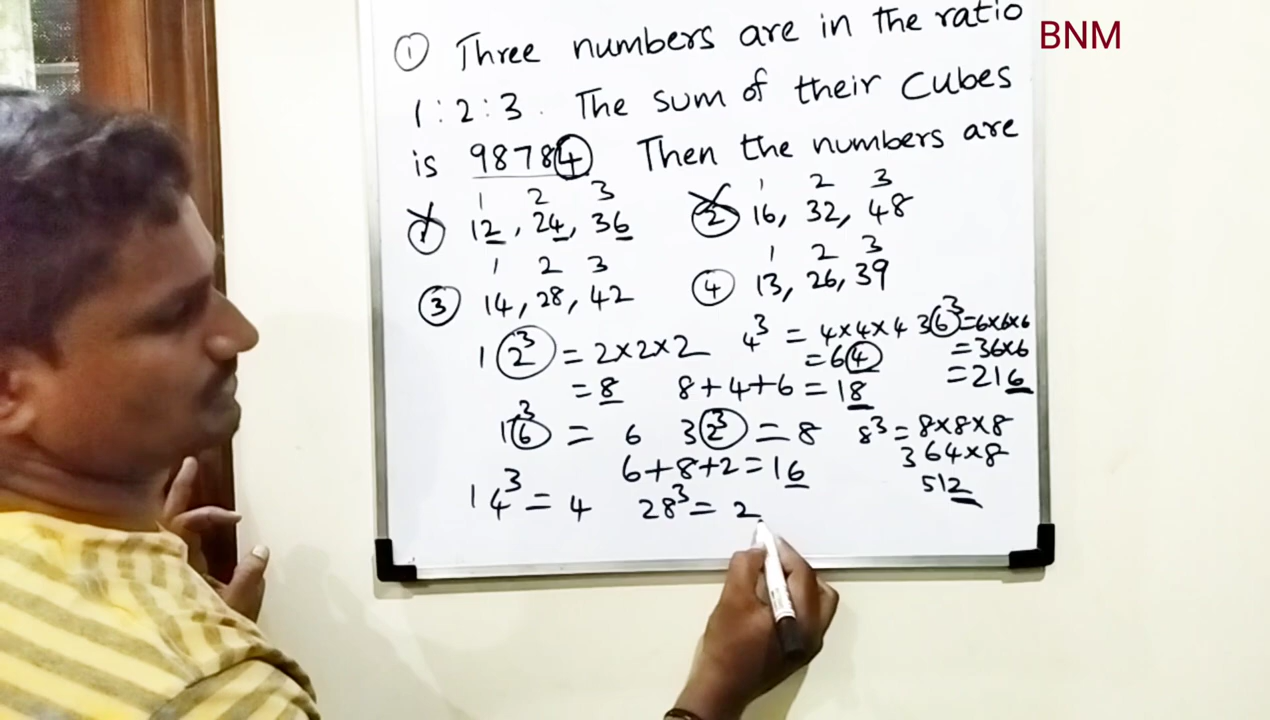 ① Three numbers are in the ratio
BNM
1 : 2 : 3 . The sum of their cubes
is 98784 Then the numbers are
1 2 3
① 12, 24, 36
1 2 3
② 16, 32, 48
1 2 3
③ 14, 28, 42
1 2 3
④ 13, 26, 39
12³ = 2×2×2
= 8
4³ = 4×4×4
= 64
36³ = 6×6×6
= 36×6
= 216
8+4+6 = 18
16³ = 6 32³ = 8
8³ = 8×8×8
3 64×8
512
6+8+2 = 16
14³ = 4 28³ = 2